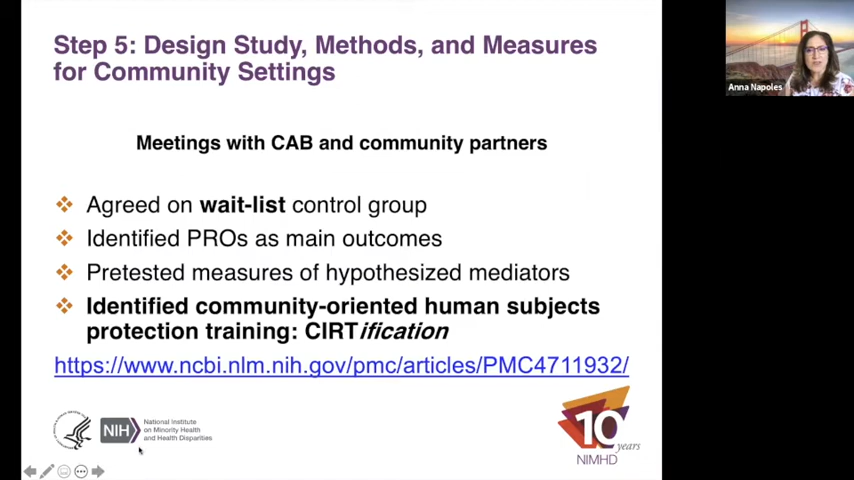 Step 5: Design Study, Methods, and Measures
for Community Settings
Anna Napoles
Meetings with CAB and community partners
Agreed on wait-list control group
Identified PROs as main outcomes
Pretested measures of hypothesized mediators
Identified community-oriented human subjects
protection training: CIRTification
https://www.ncbi.nlm.nih.gov/pmc/articles/PMC4711932/
NIH
National Institute
on Minority Health
and Health Disparities
10
years
NIMHD